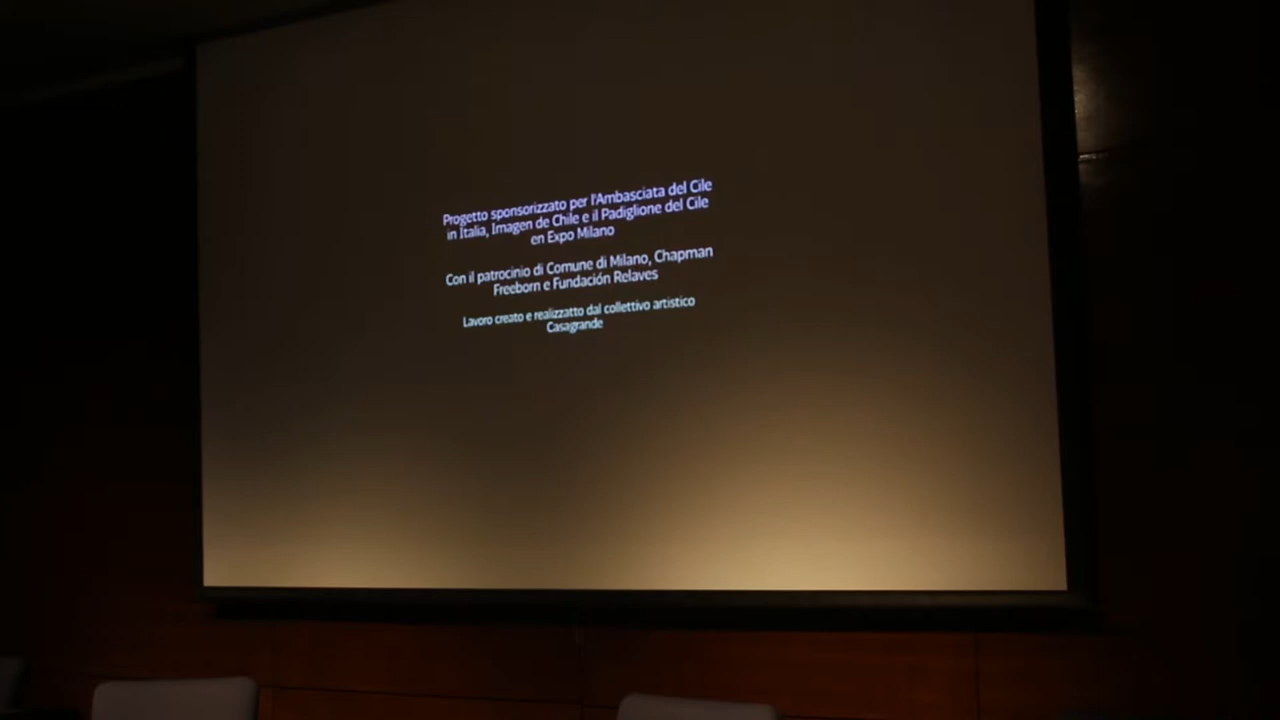 Progetto sponsorizzato per l'Ambasciata del Cile
in Italia, Imagen de Chile e il Padiglione del Cile
en Expo Milano
Con il patrocinio di Comune di Milano, Chapman
Freeborn e Fundación Relaves
Lavoro creato e realizzatto dal collettivo artistico
Casagrande